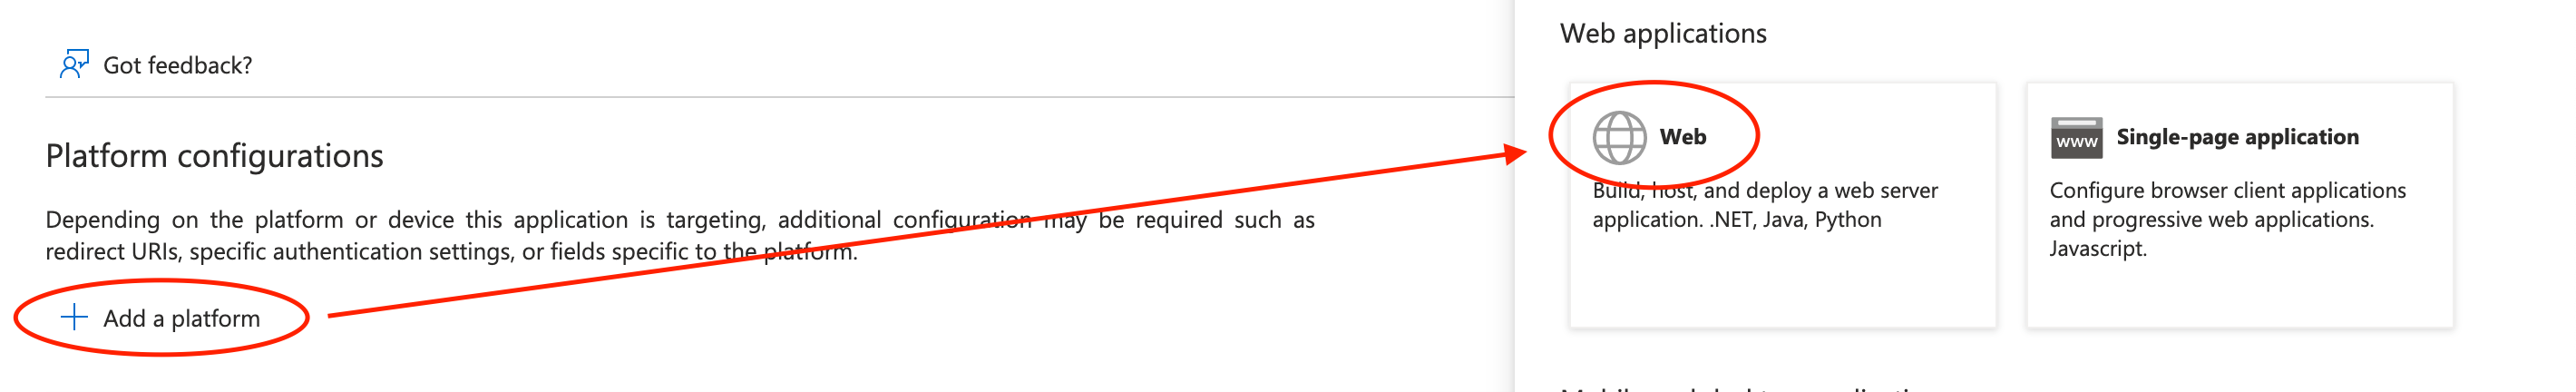 Got feedback?
Platform configurations
Depending on the platform or device this application is targeting, additional configuration may be required such as
redirect URIs, specific authentication settings, or fields specific to the platform.
Add a platform
Web applications
Web
Build, host, and deploy a web server
application. .NET, Java, Python
www
Single-page application
Configure browser client applications
and progressive web applications.
Javascript.